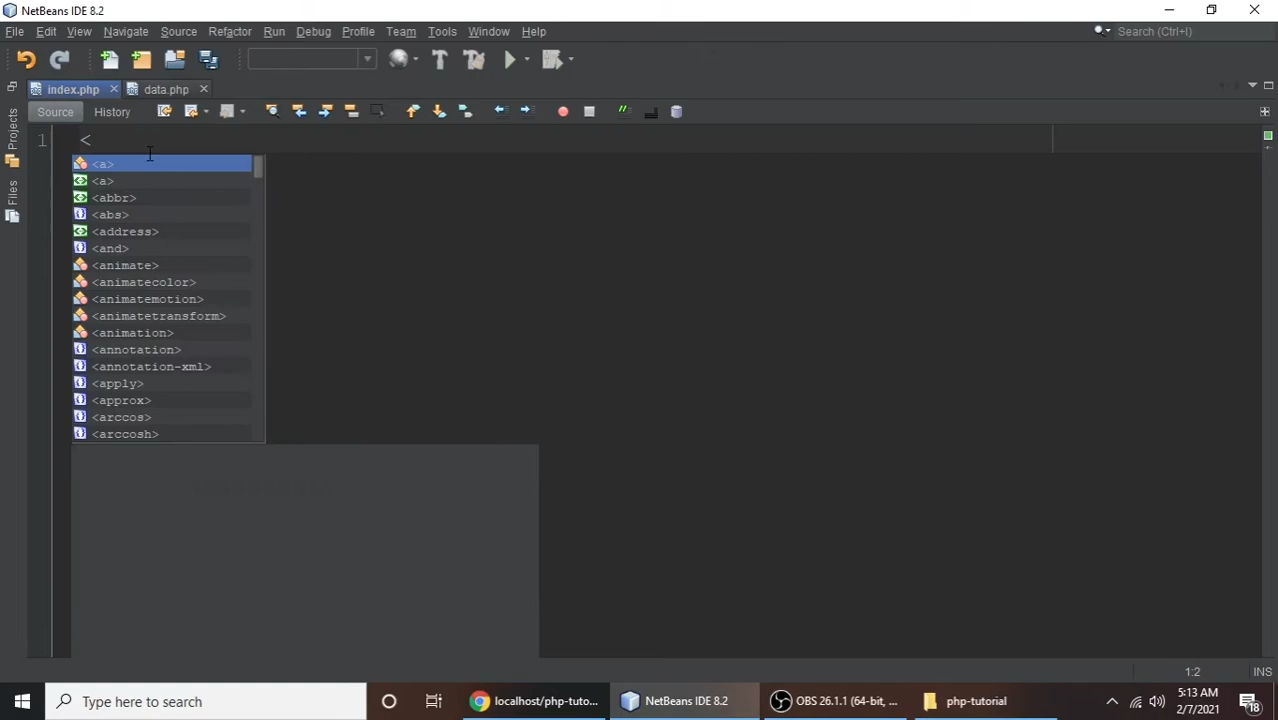 NetBeans IDE 8.2
File Edit View Navigate Source Refactor Run Debug Profile Team Tools Window Help
Search (Ctrl+I)
index.php data.php
Source History
Projects
Files
1 <
<a>
<a>
<abbr>
<abs>
<address>
<and>
<animate>
<animatecolor>
<animatemotion>
<animatetransform>
<animation>
<annotation>
<annotation-xml>
<apply>
<approx>
<arccos>
<arccosh>
1:2 INS
Type here to search
localhost/php-tuto...
NetBeans IDE 8.2
OBS 26.1.1 (64-bit, ...
php-tutorial
5:13 AM
2/7/2021
18